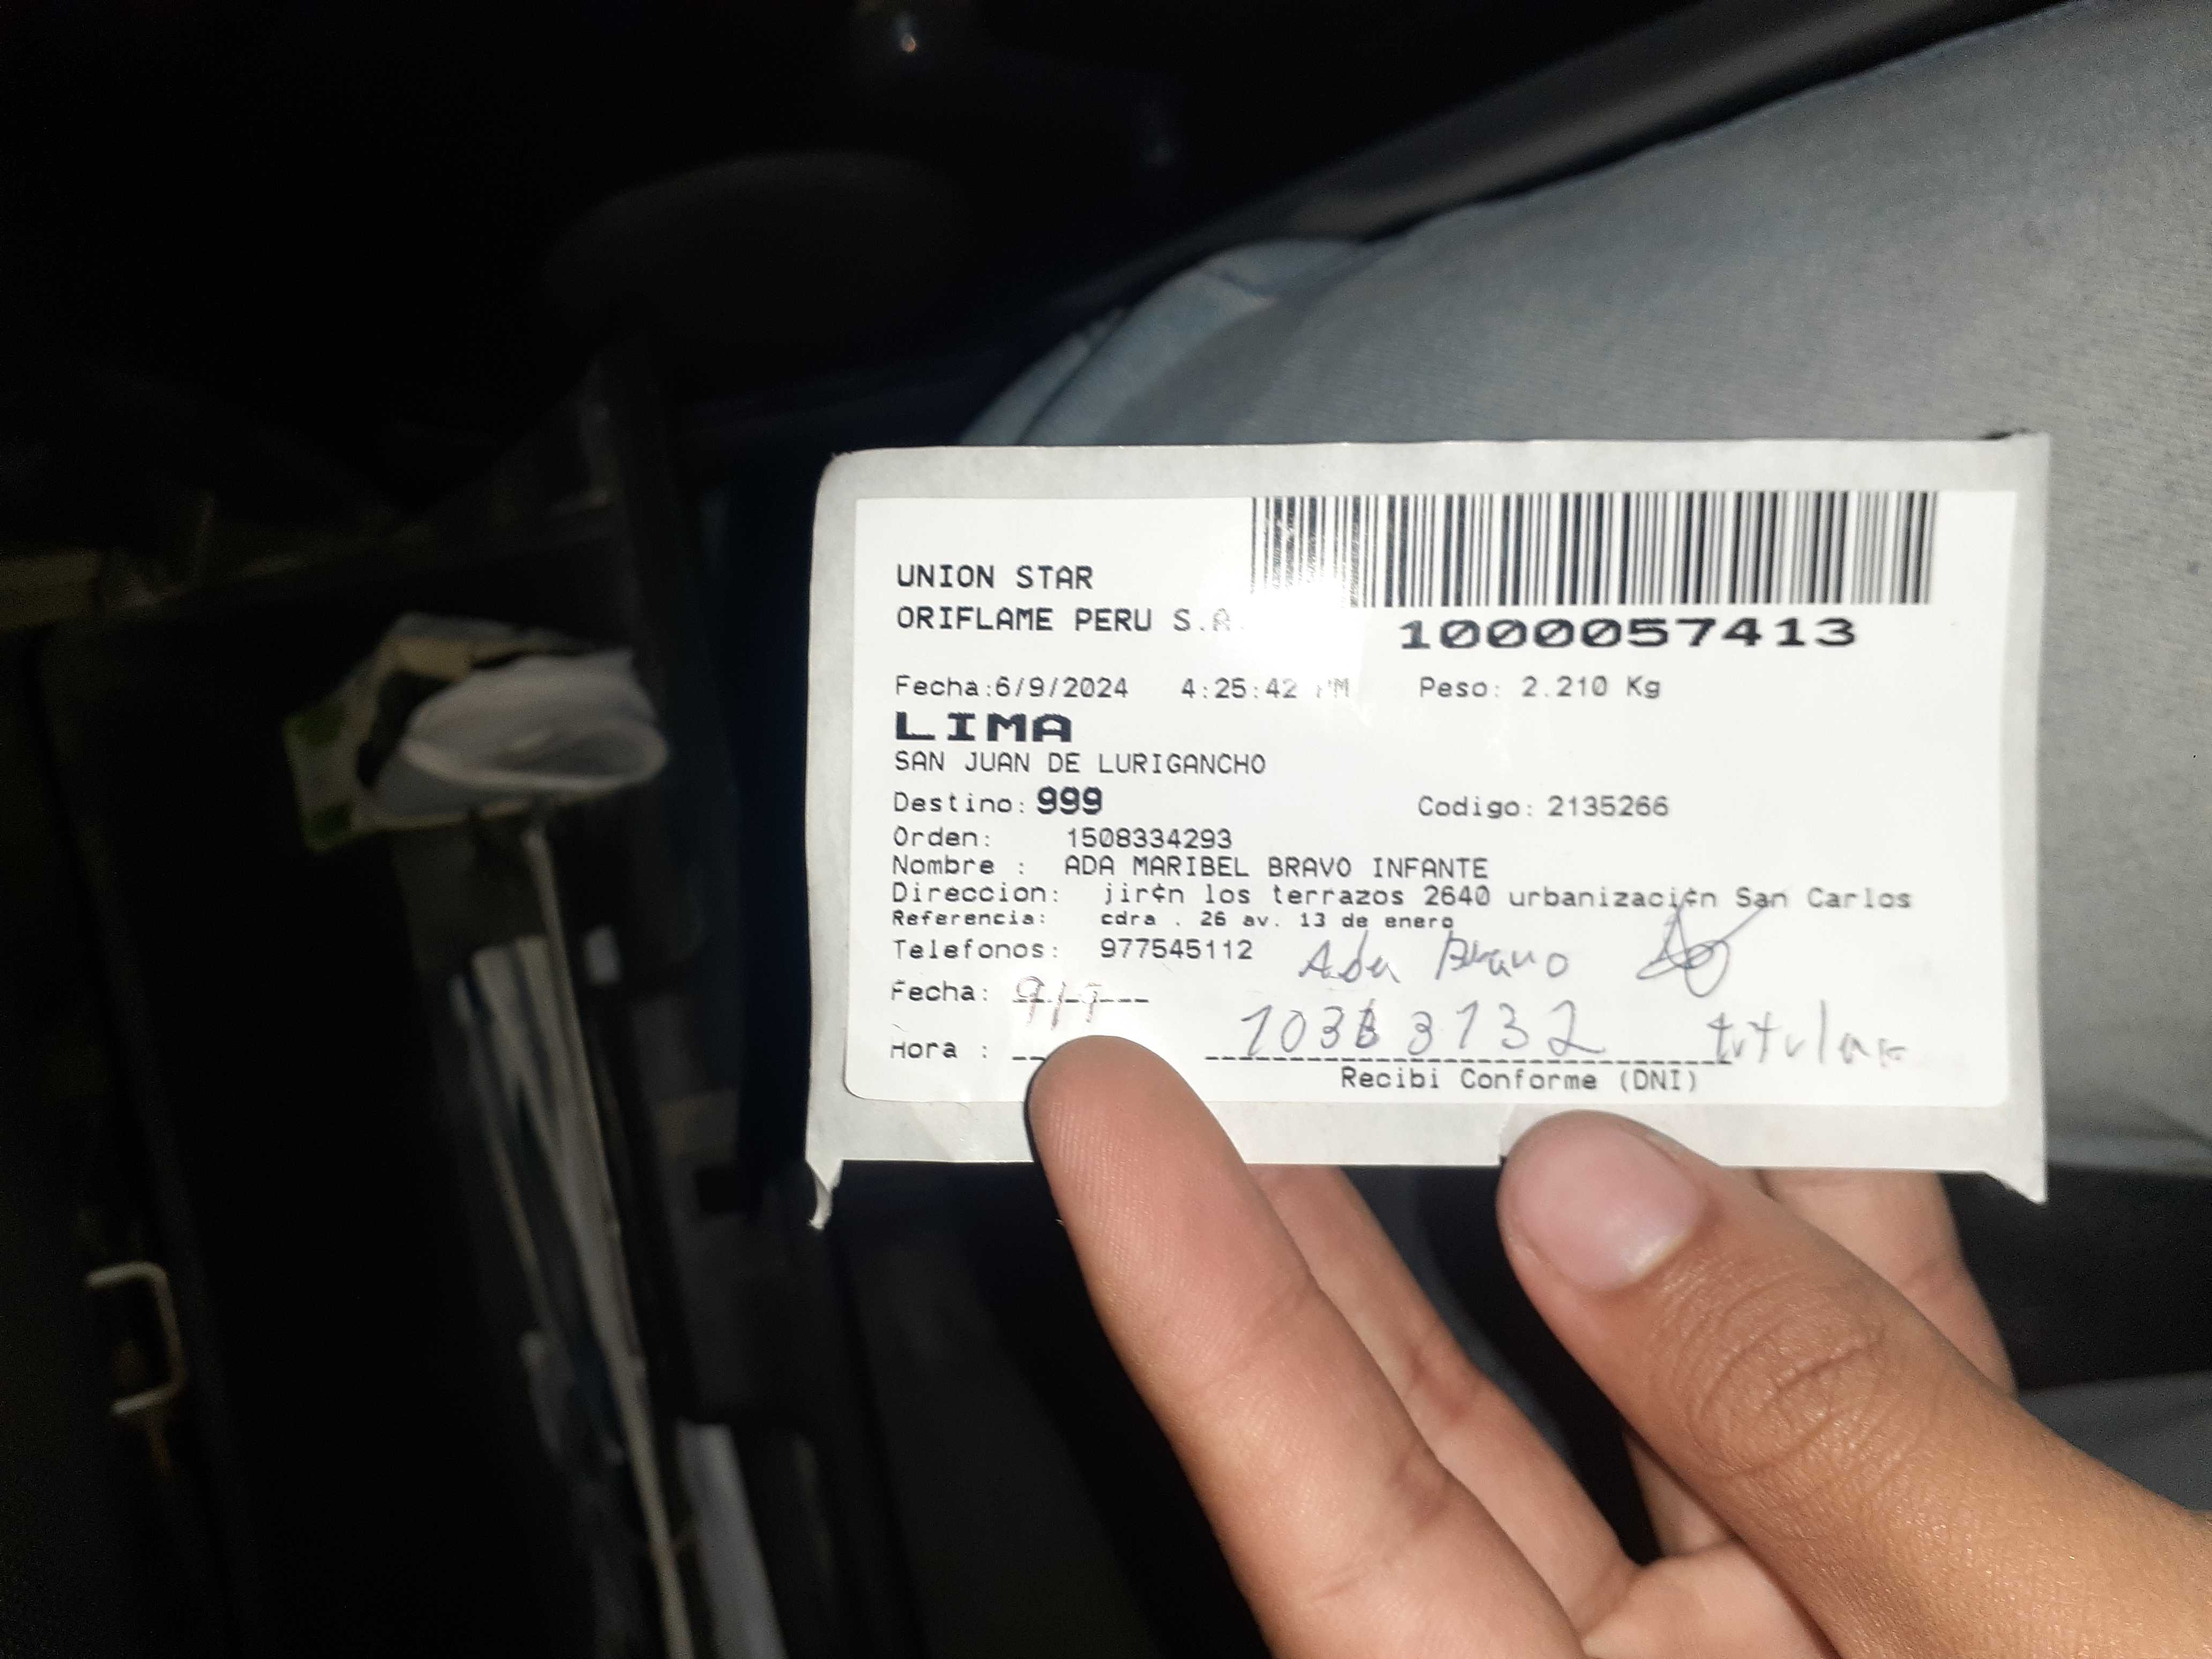 UNION STAR
ORIFLAME PERU S.A.
1000057413
Fecha:6/9/2024 4:25:42 PM Peso: 2.210 Kg
LIMA
SAN JUAN DE LURIGANCHO
Destino: 999 Codigo: 2135266
Orden: 1508334293
Nombre : ADA MARIBEL BRAVO INFANTE
Direccion: jir¢n los terrazos 2640 urbanizaci¢n San Carlos
Referencia: cdra . 26 av. 13 de enero
Telefonos: 977545112 Ada Bravo
Fecha: 9/9
Hora : titular
Recibi Conforme (DNI)